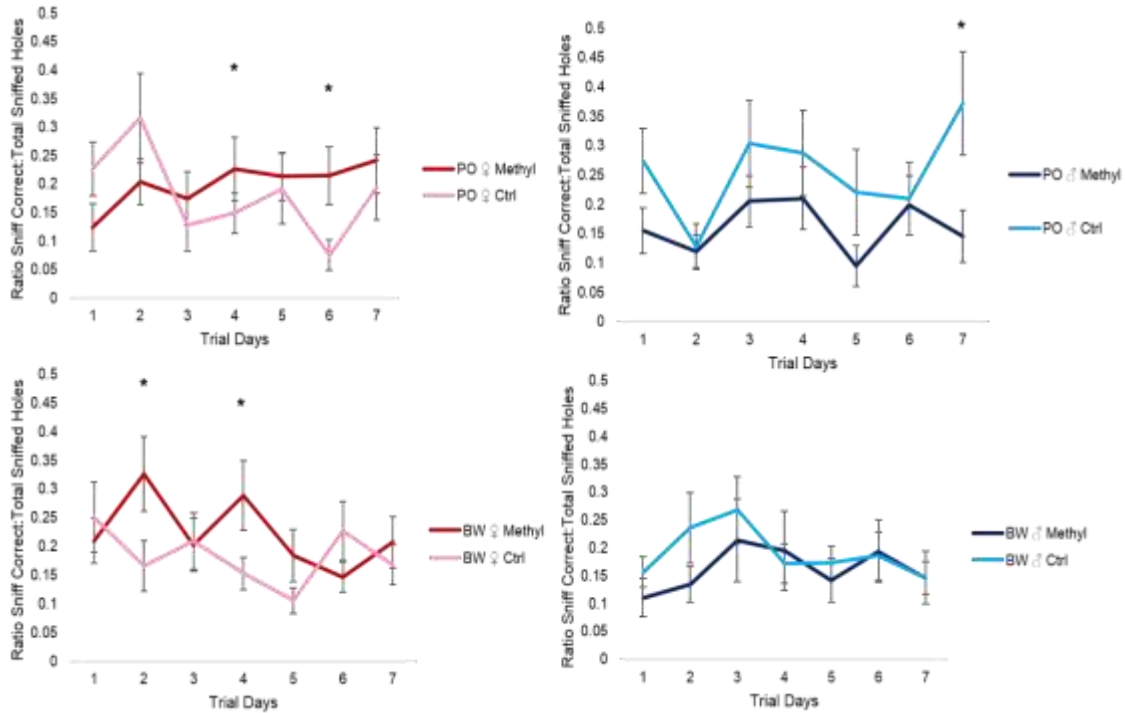 0.5
0.45
0.4
0.35
0.3
0.25
0.2
0.15
0.1
0.05
0
Ratio Sniff Correct:Total Sniffed Holes
* *
1 2 3 4 5 6 7
Trial Days
PO ♀ Methyl
PO ♀ Ctrl
0.5
0.45
0.4
0.35
0.3
0.25
0.2
0.15
0.1
0.05
0
Ratio Sniff Correct:Total Sniffed Holes
*
1 2 3 4 5 6 7
Trial Days
PO ♂ Methyl
PO ♂ Ctrl
0.5
0.45
0.4
0.35
0.3
0.25
0.2
0.15
0.1
0.05
0
Ratio Sniff Correct:Total Sniffed Holes
* *
1 2 3 4 5 6 7
Trial Days
BW ♀ Methyl
BW ♀ Ctrl
0.5
0.45
0.4
0.35
0.3
0.25
0.2
0.15
0.1
0.05
0
Ratio Sniff Correct:Total Sniffed Holes
1 2 3 4 5 6 7
Trial Days
BW ♂ Methyl
BW ♂ Ctrl